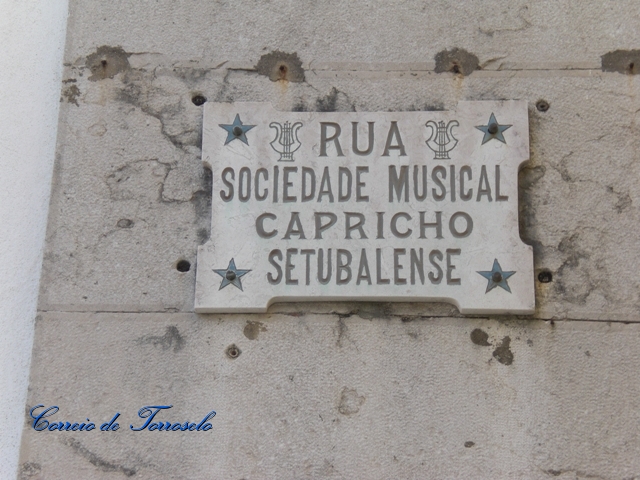 RUA
SOCIEDADE MUSICAL
CAPRICHO
SETUBALENSE
Correio de Torroselo